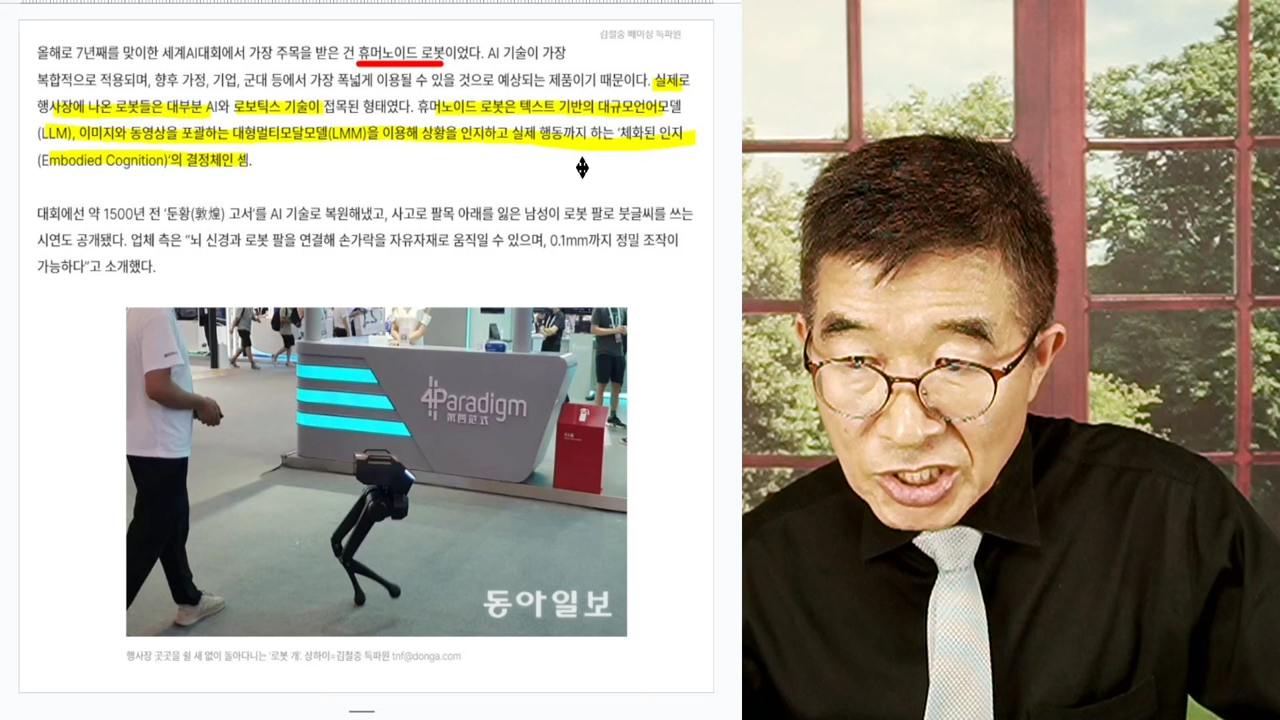 김철중 베이징 특파원
올해로 7년째를 맞이한 세계AI대회에서 가장 주목을 받은 건 휴머노이드 로봇이었다. AI 기술이 가장
복합적으로 적용되며, 향후 가정, 기업, 군대 등에서 가장 폭넓게 이용될 수 있을 것으로 예상되는 제품이기 때문이다. 실제로
행사장에 나온 로봇들은 대부분 AI와 로보틱스 기술이 접목된 형태였다. 휴머노이드 로봇은 텍스트 기반의 대규모언어모델
(LLM), 이미지와 동영상을 포괄하는 대형멀티모달모델(LMM)을 이용해 상황을 인지하고 실제 행동까지 하는 ‘체화된 인지
(Embodied Cognition)’의 결정체인 셈.
대회에선 약 1500년 전 ‘둔황(敦煌) 고서’를 AI 기술로 복원해냈고, 사고로 팔목 아래를 잃은 남성이 로봇 팔로 붓글씨를 쓰는
시연도 공개됐다. 업체 측은 “뇌 신경과 로봇 팔을 연결해 손가락을 자유자재로 움직일 수 있으며, 0.1mm까지 정밀 조작이
가능하다”고 소개했다.
4Paradigm
第四范式
동아일보
행사장 곳곳을 쉴 새 없이 돌아다니는 ‘로봇 개’. 상하이=김철중 특파원 tnf@donga.com